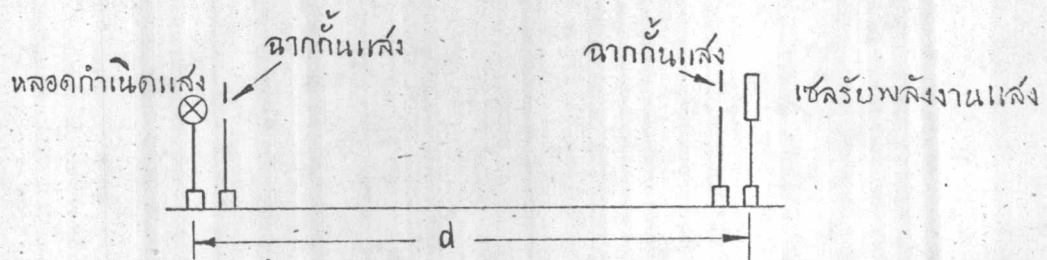 ฉากกั้นแสง
ฉากกั้นแสง
หลอดกำเนิดแสง
เซลรับพลังงานแสง
d